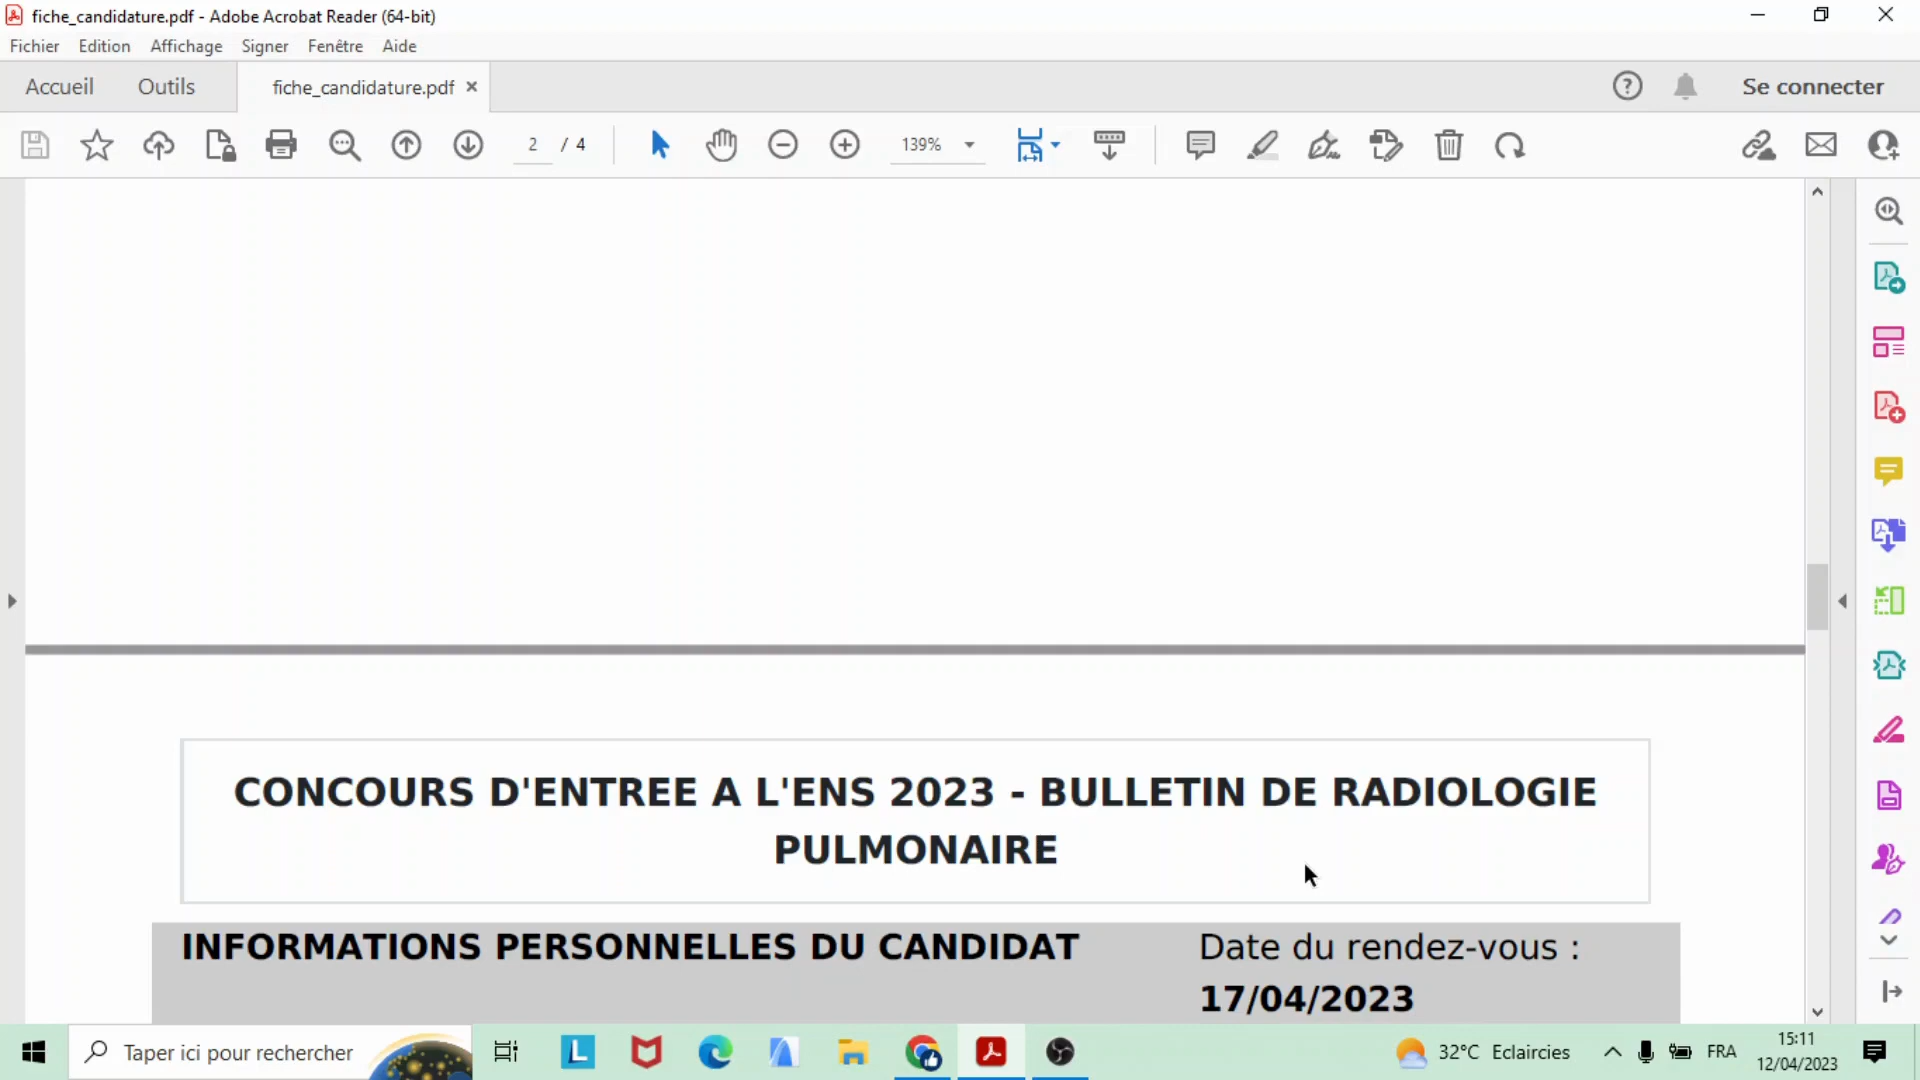 fiche_candidature.pdf - Adobe Acrobat Reader (64-bit)
Fichier Edition Affichage Signer Fenêtre Aide
Accueil Outils fiche_candidature.pdf × Se connecter
2 / 4 139%
CONCOURS D'ENTREE A L'ENS 2023 - BULLETIN DE RADIOLOGIE
PULMONAIRE
INFORMATIONS PERSONNELLES DU CANDIDAT Date du rendez-vous :
17/04/2023
Taper ici pour rechercher L 32°C Eclaircies FRA 15:11
12/04/2023